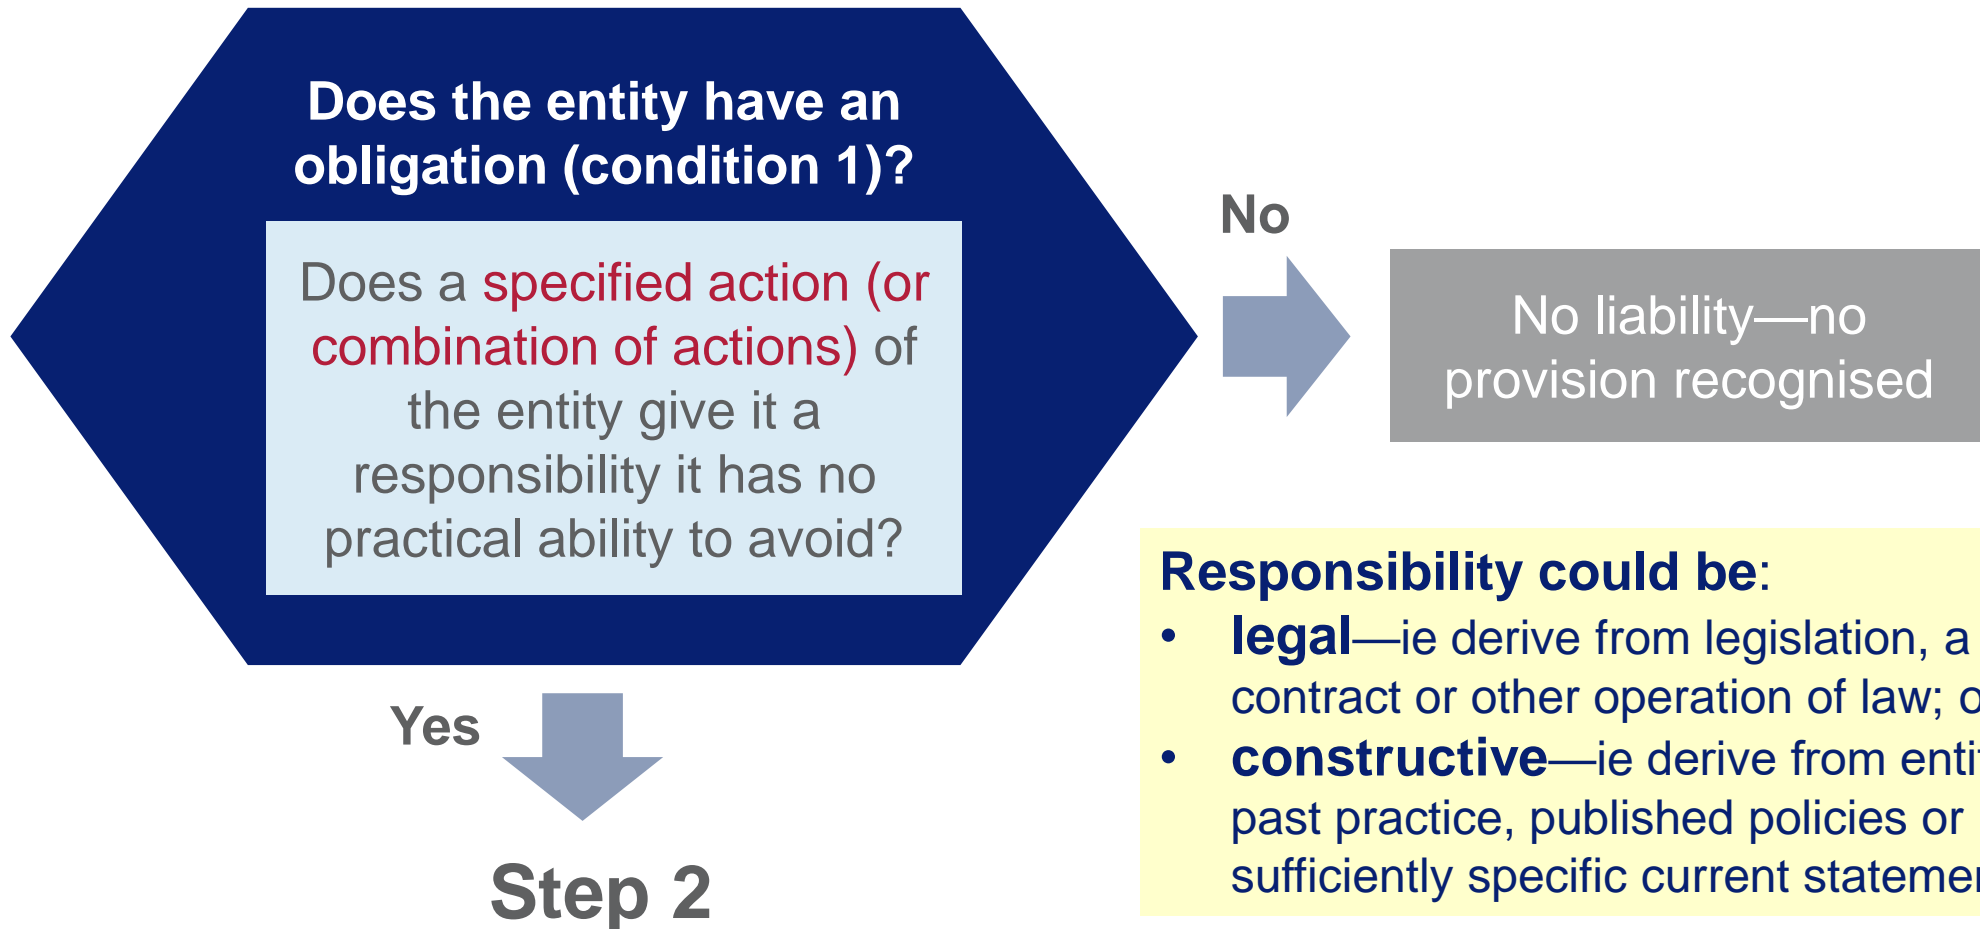 Does the entity have an
obligation (condition 1)?
Does a specified action (or
combination of actions) of
the entity give it a
responsibility it has no
practical ability to avoid?
No
No liability—no
provision recognised
Yes
Step 2
Responsibility could be:
• legal—ie derive from legislation, a
contract or other operation of law;
• constructive—ie derive from
past practice, published policies or
sufficiently specific current